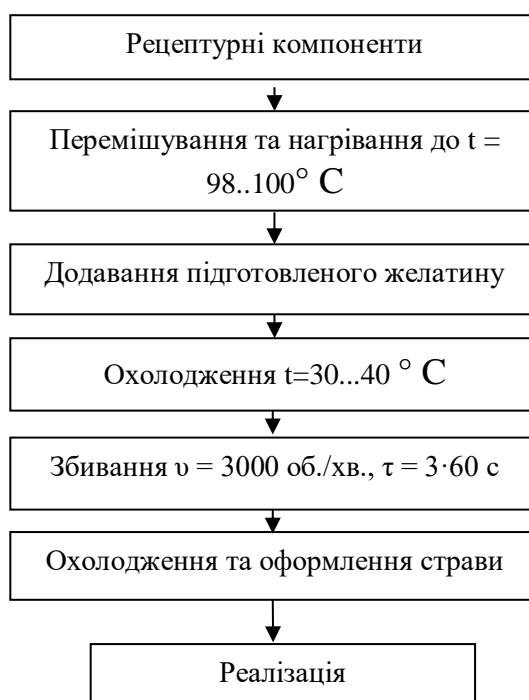 Рецептурні компоненти
Перемішування та нагрівання до t =
98..100° C
Додавання підготовленого желатину
Охолодження t=30...40 ° C
Збивання υ = 3000 об./хв., τ = 3·60 с
Охолодження та оформлення страви
Реалізація